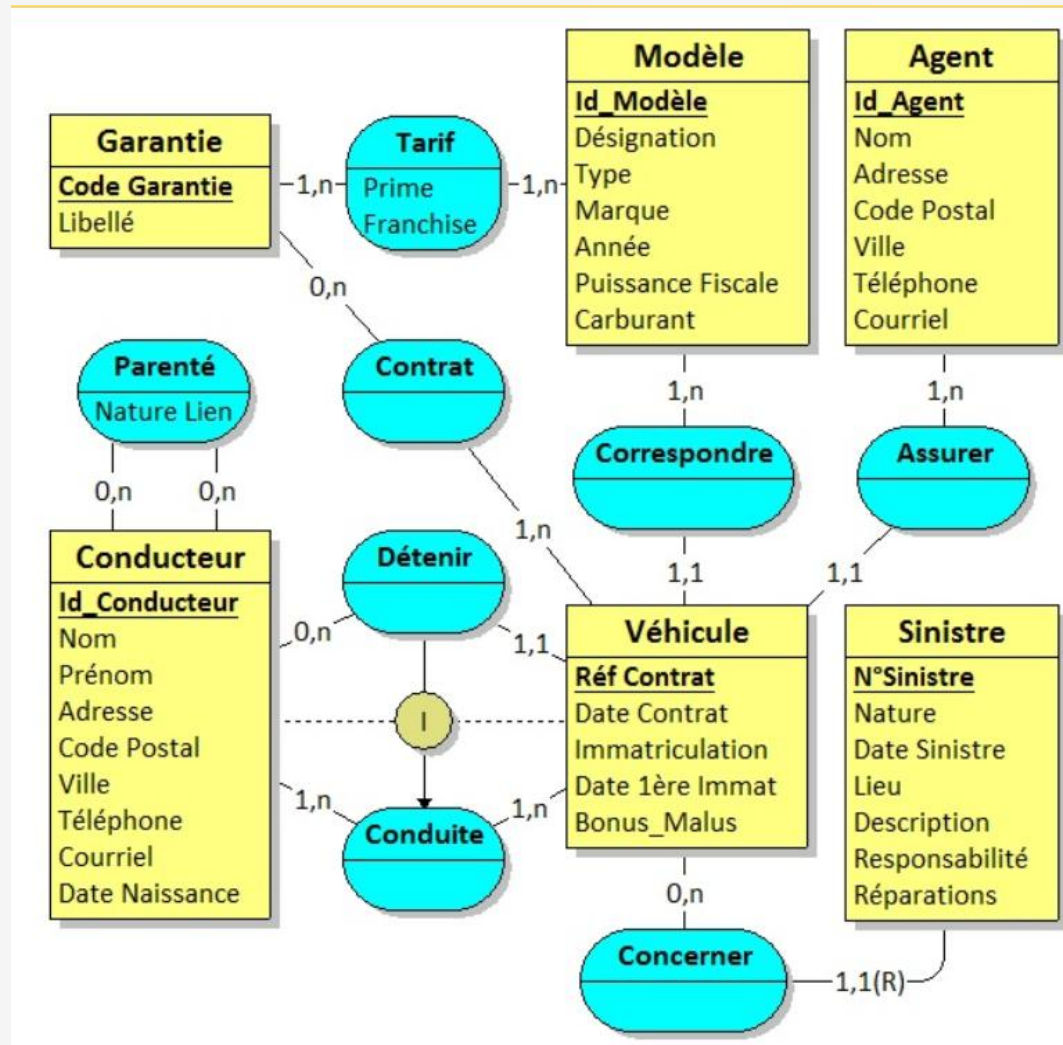 Modèle
Id_Modèle
Désignation
Type
Marque
Année
Puissance Fiscale
Carburant
Agent
Id_Agent
Nom
Adresse
Code Postal
Ville
Téléphone
Courriel
Garantie
Code Garantie
Libellé
1,n
Tarif
Prime
Franchise
1,n
0,n
Parenté
Nature Lien
0,n
0,n
Contrat
1,n
1,n
1,n
Correspondre
1,1
Assurer
1,1
Conducteur
Id_Conducteur
Nom
Prénom
Adresse
Code Postal
Ville
Téléphone
Courriel
Date Naissance
Détenir
0,n
1,1
I
1,n
Conduite
1,n
Véhicule
Réf Contrat
Date Contrat
Immatriculation
Date 1ère Immat
Bonus_Malus
Sinistre
N°Sinistre
Nature
Date Sinistre
Lieu
Description
Responsabilité
Réparations
0,n
Concerner
1,1(R)